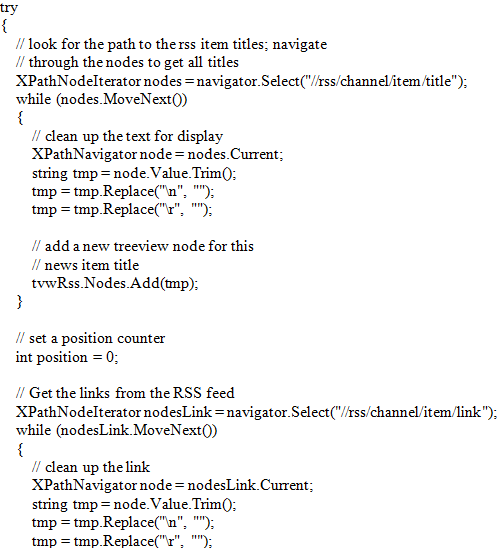 try
{
// look for the path to the rss item titles; navigate
// through the nodes to get all titles
XPathNodeIterator nodes = navigator.Select("//rss/channel/item/title");
while (nodes.MoveNext())
{
// clean up the text for display
XPathNavigator node = nodes.Current;
string tmp = node.Value.Trim();
tmp = tmp.Replace("\n", "");
tmp = tmp.Replace("\r", "");
// add a new treeview node for this
// news item title
tvwRss.Nodes.Add(tmp);
}
// set a position counter
int position = 0;
// Get the links from the RSS feed
XPathNodeIterator nodesLink = navigator.Select("//rss/channel/item/link");
while (nodesLink.MoveNext())
{
// clean up the link
XPathNavigator node = nodesLink.Current;
string tmp = node.Value.Trim();
tmp = tmp.Replace("\n", "");
tmp = tmp.Replace("\r", "");